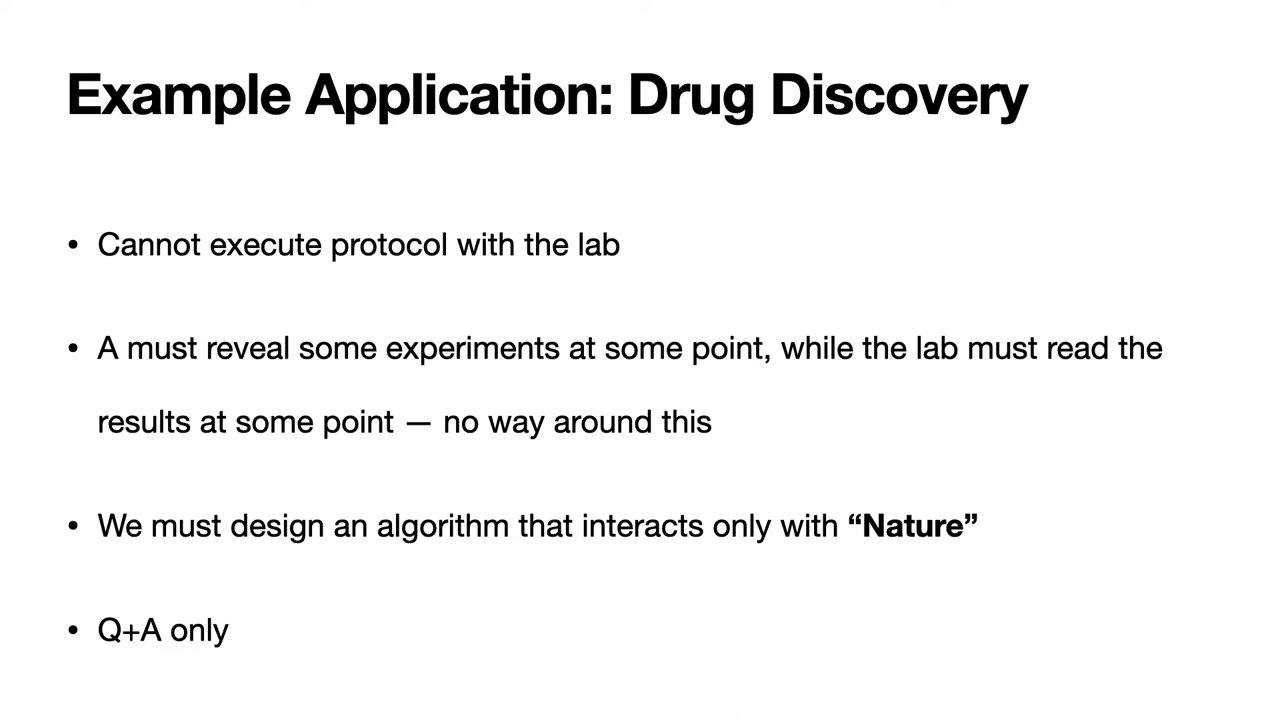 Example Application: Drug Discovery
• Cannot execute protocol with the lab
• A must reveal some experiments at some point, while the lab must read the
results at some point — no way around this
• We must design an algorithm that interacts only with “Nature”
• Q+A only